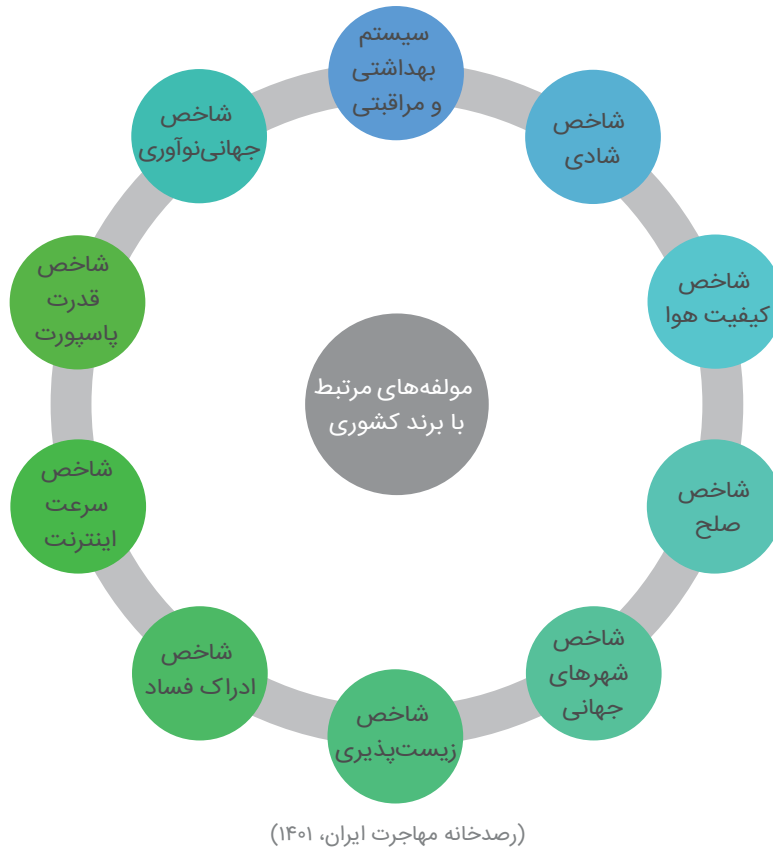 سیستم
بهداشتی
و مراقبتی
شاخص
شادی
شاخص
کیفیت هوا
شاخص
صلح
شاخص
شهرهای
جهانی
شاخص
زیست‌پذیری
شاخص
ادراک فساد
شاخص
سرعت
اینترنت
شاخص
قدرت
پاسپورت
شاخص
جهانی‌نوآوری
مولفه‌های مرتبط
با برند کشوری
(رصدخانه مهاجرت ایران، ۱۴۰۱)